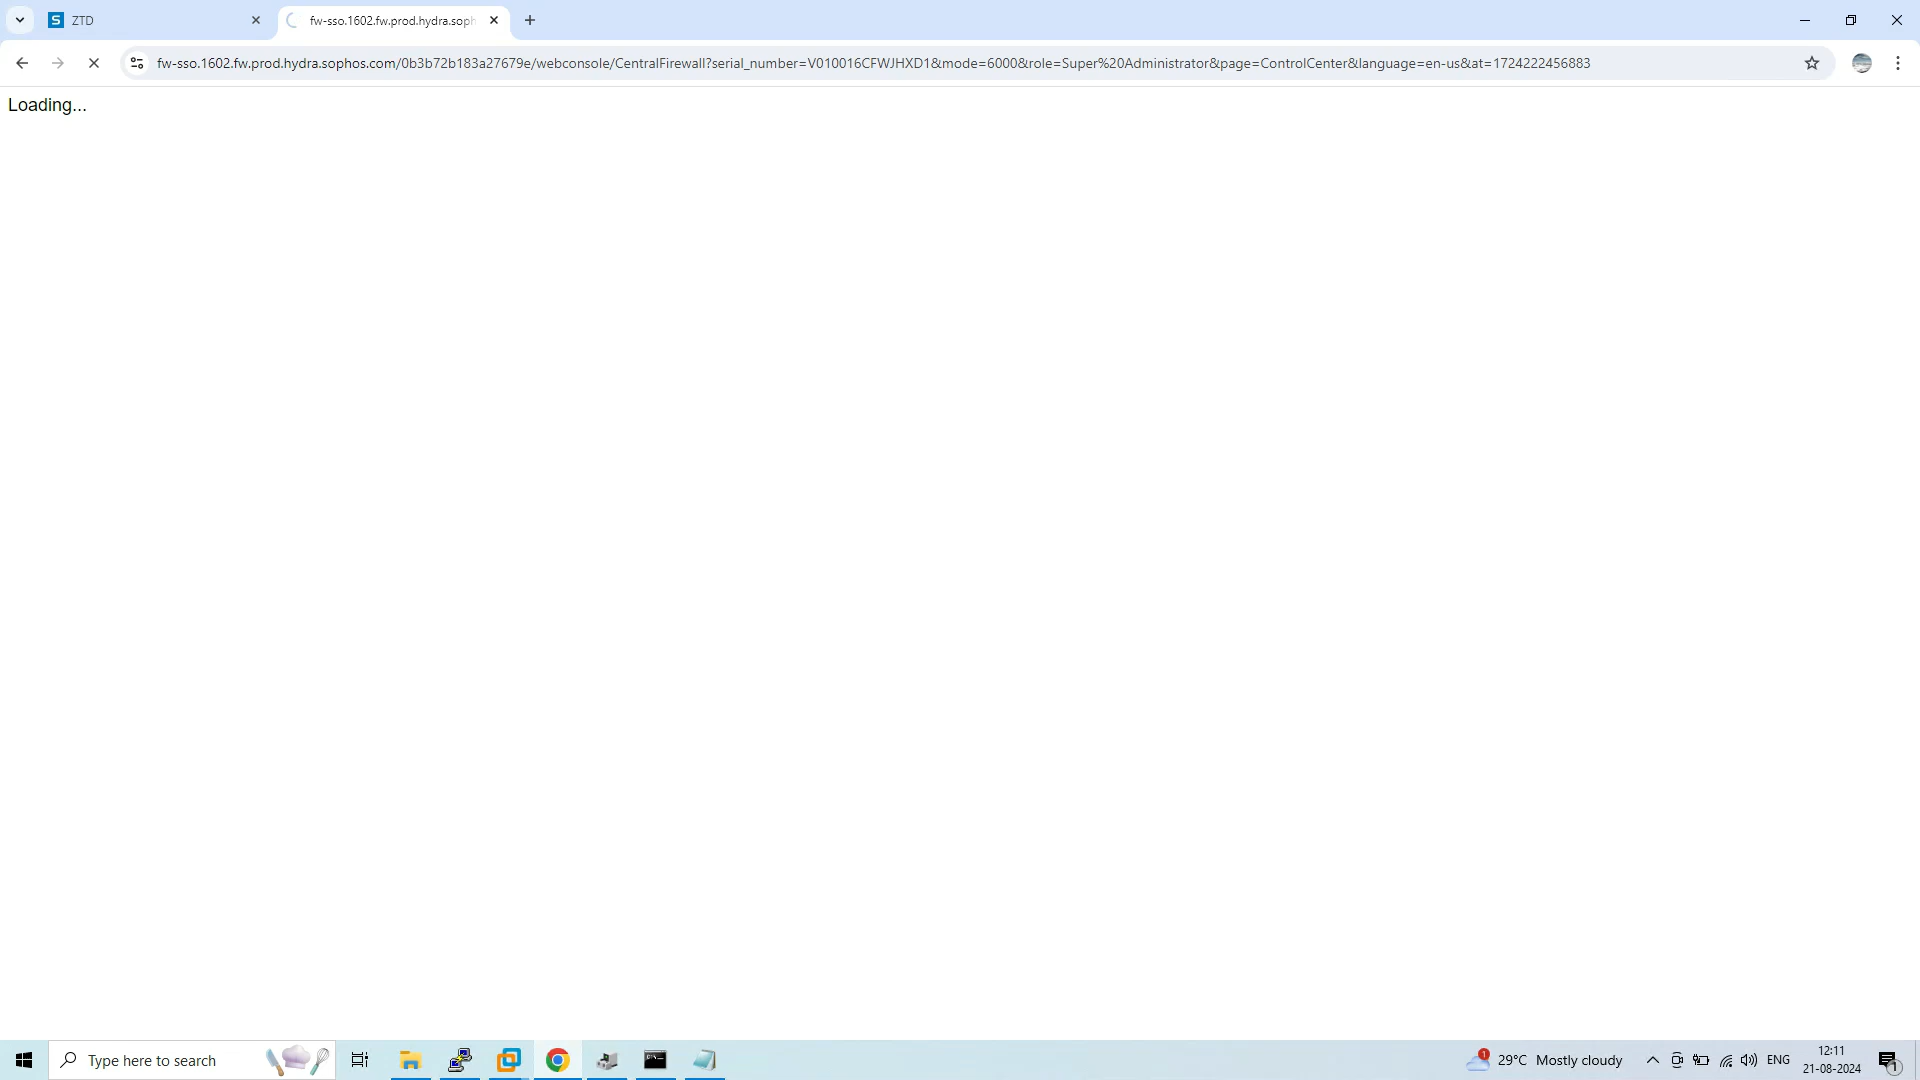 ZTD
fw-sso.1602.fw.prod.hydra.soph
fw-sso.1602.fw.prod.hydra.sophos.com/0b3b72b183a27679e/webconsole/CentralFirewall?serial_number=V010016CFWJHXD1&mode=6000&role=Super%20Administrator&page=ControlCenter&language=en-us&at=1724222456883
Loading...
Type here to search
1
29°C Mostly cloudy
ENG
12:11
21-08-2024
1